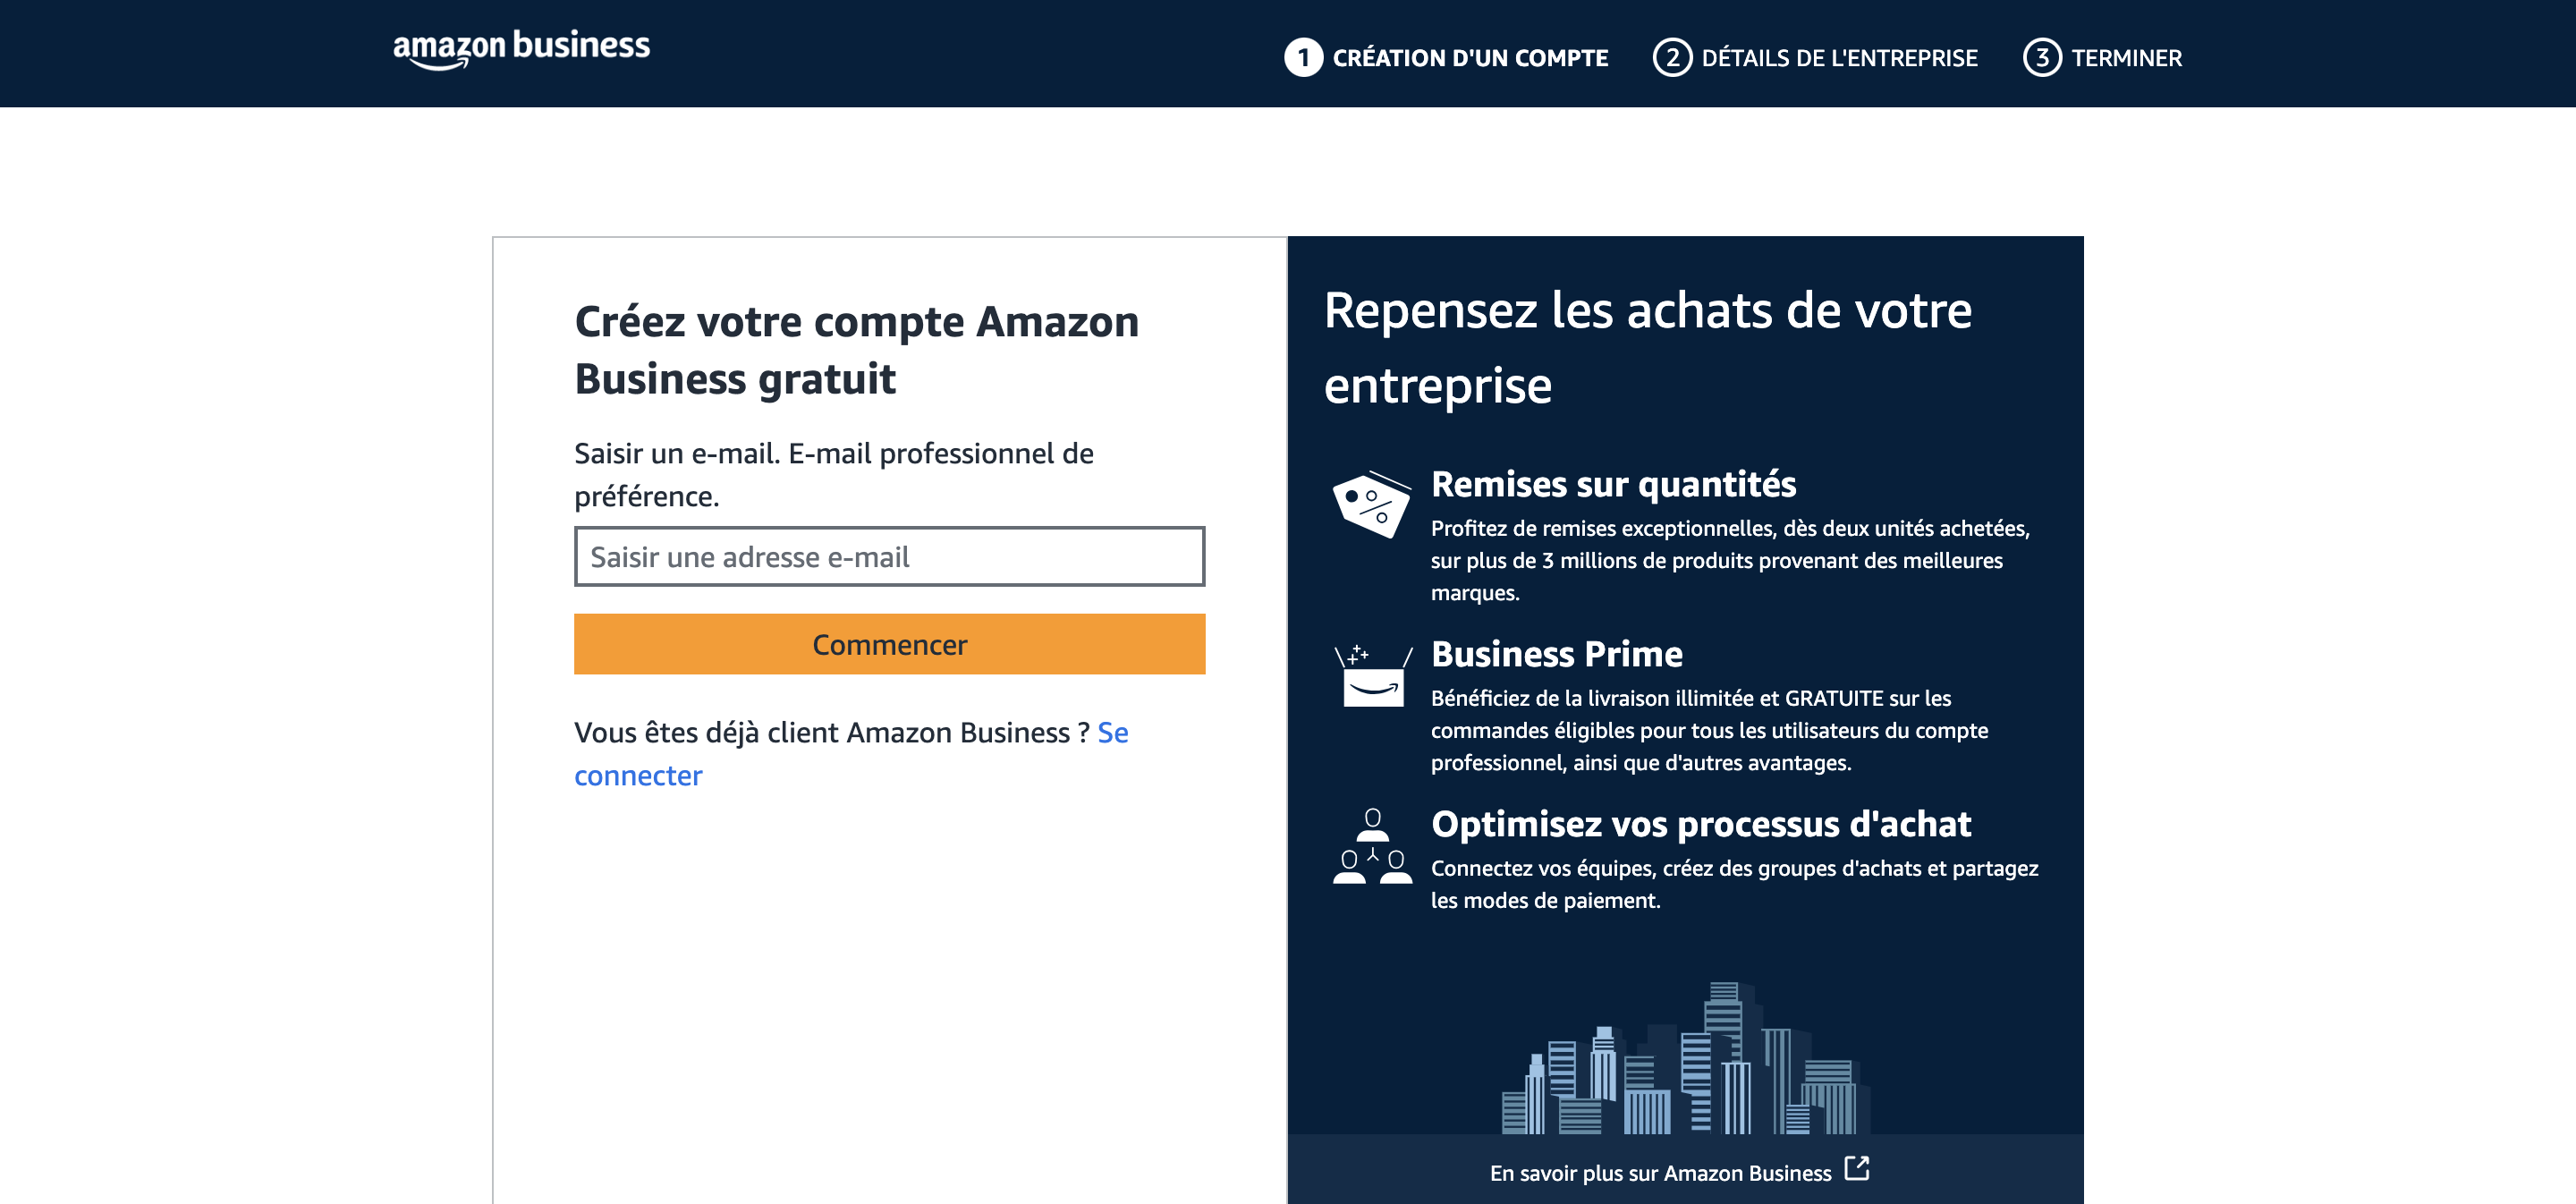 amazon business
1 CRÉATION D'UN COMPTE 2 DÉTAILS DE L'ENTREPRISE 3 TERMINER
Créez votre compte Amazon
Business gratuit
Saisir un e-mail. E-mail professionnel de
préférence.
Saisir une adresse e-mail
Commencer
Vous êtes déjà client Amazon Business ? Se
connecter
Repensez les achats de votre
entreprise
Remises sur quantités
Profitez de remises exceptionnelles, dès deux unités achetées,
sur plus de 3 millions de produits provenant des meilleures
marques.
Business Prime
Bénéficiez de la livraison illimitée et GRATUITE sur les
commandes éligibles pour tous les utilisateurs du compte
professionnel, ainsi que d'autres avantages.
Optimisez vos processus d'achat
Connectez vos équipes, créez des groupes d'achats et partagez
les modes de paiement.
En savoir plus sur Amazon Business